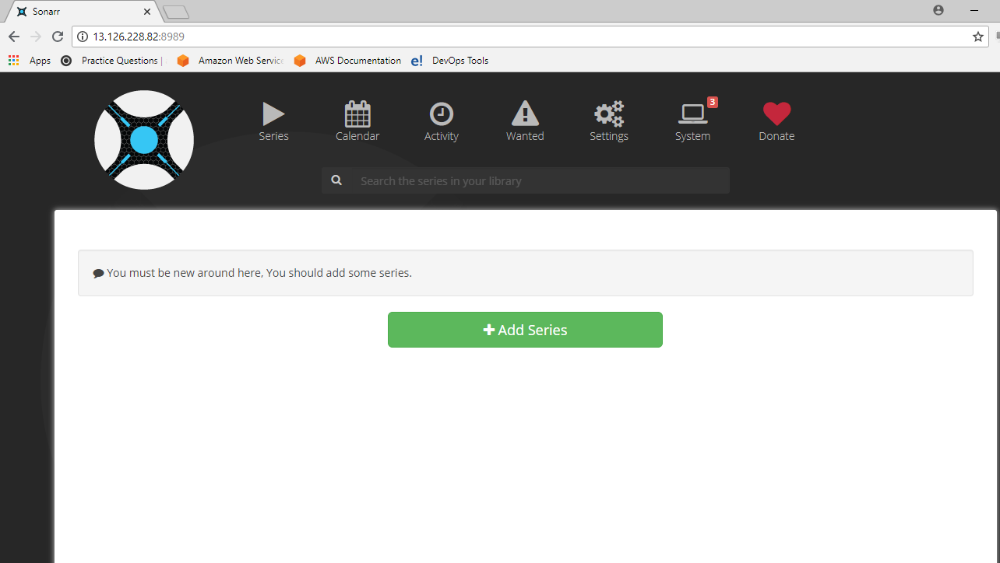 Sonarr
13.126.228.82:8989
Apps Practice Questions | Amazon Web Service AWS Documentation e! DevOps Tools
3
Series Calendar Activity Wanted Settings System Donate
Search the series in your library
You must be new around here, You should add some series.
Add Series